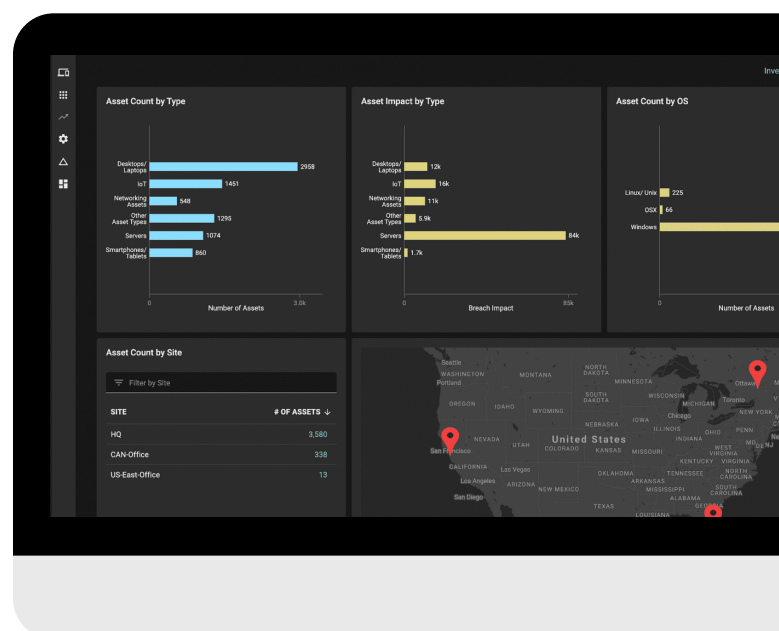 Inve
Asset Count by Type
Desktops/
Laptops
2958
IoT
1451
Networking
Assets
548
Other
Asset Types
1295
Servers
1074
Smartphones/
Tablets
860
0
3.0k
Number of Assets
Asset Impact by Type
Desktops/
Laptops
12k
IoT
16k
Networking
Assets
11k
Other
Asset Types
5.9k
Servers
84k
Smartphones/
Tablets
1.7k
0
85k
Breach Impact
Asset Count by OS
Linux/ Unix
225
OSX
66
Windows
0
Number of Assets
Asset Count by Site
Filter by Site
SITE
# OF ASSETS ↓
HQ
3,580
CAN-Office
338
US-East-Office
13
Seattle
WASHINGTON
Portland
MONTANA
NORTH
DAKOTA
MINNESOTA
Ottawa
OREGON
IDAHO
WYOMING
SOUTH
DAKOTA
WISCONSIN
MICHIGAN
Toronto
NEW YORK
IOWA
Chicago
NEBRASKA
ILLINOIS
INDIANA
OHIO
PENN
NEVADA
UTAH
United States
COLORADO
KANSAS
MISSOURI
WEST
VIRGINIA
MD
DE
NJ
San Francisco
KENTUCKY
VIRGINIA
CALIFORNIA
Las Vegas
OKLAHOMA
TENNESSEE
NORTH
CAROLINA
Los Angeles
ARIZONA
NEW MEXICO
ARKANSAS
MISSISSIPPI
SOUTH
CAROLINA
San Diego
ALABAMA
TEXAS
GEORGIA
LOUISIANA